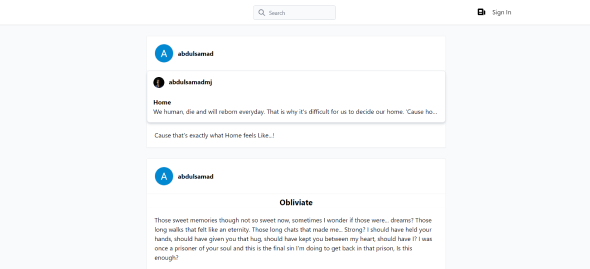 Search
Sign In
A abdulsamad
abdulsamadmj
Home
We human, die and will reborn everyday. That is why it's difficult for us to decide our home. 'Cause ho...
Cause that's exactly what Home feels Like..!
A abdulsamad
Obliviate
Those sweet memories though not so sweet now, sometimes I wonder if those were... dreams? Those
long walks that felt like an eternity. Those long chats that made me... Strong? I should have held your
hands, should have given you that hug, should have kept you between my heart, should have I? I was
once a prisoner of your soul and this is the final sin I'm doing to get back in that prison, Is this
enough?